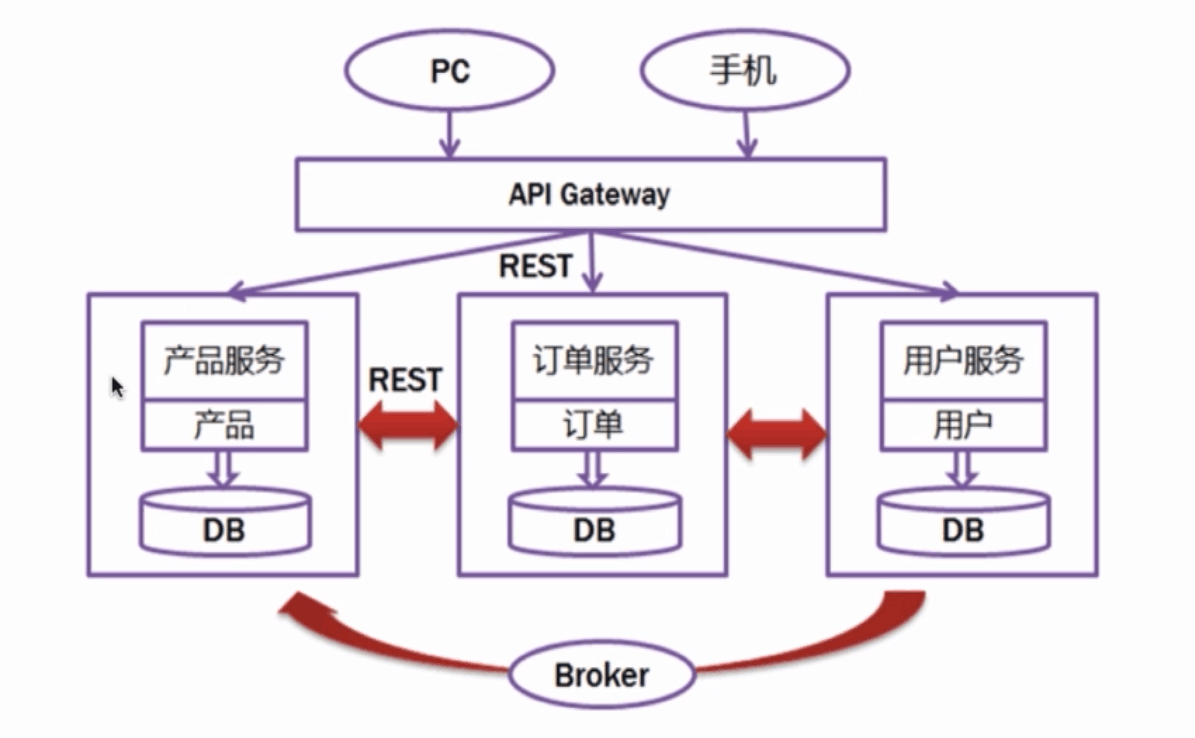 PC
手机
API Gateway
REST
产品服务
产品
DB
REST
订单服务
订单
DB
用户服务
用户
DB
Broker